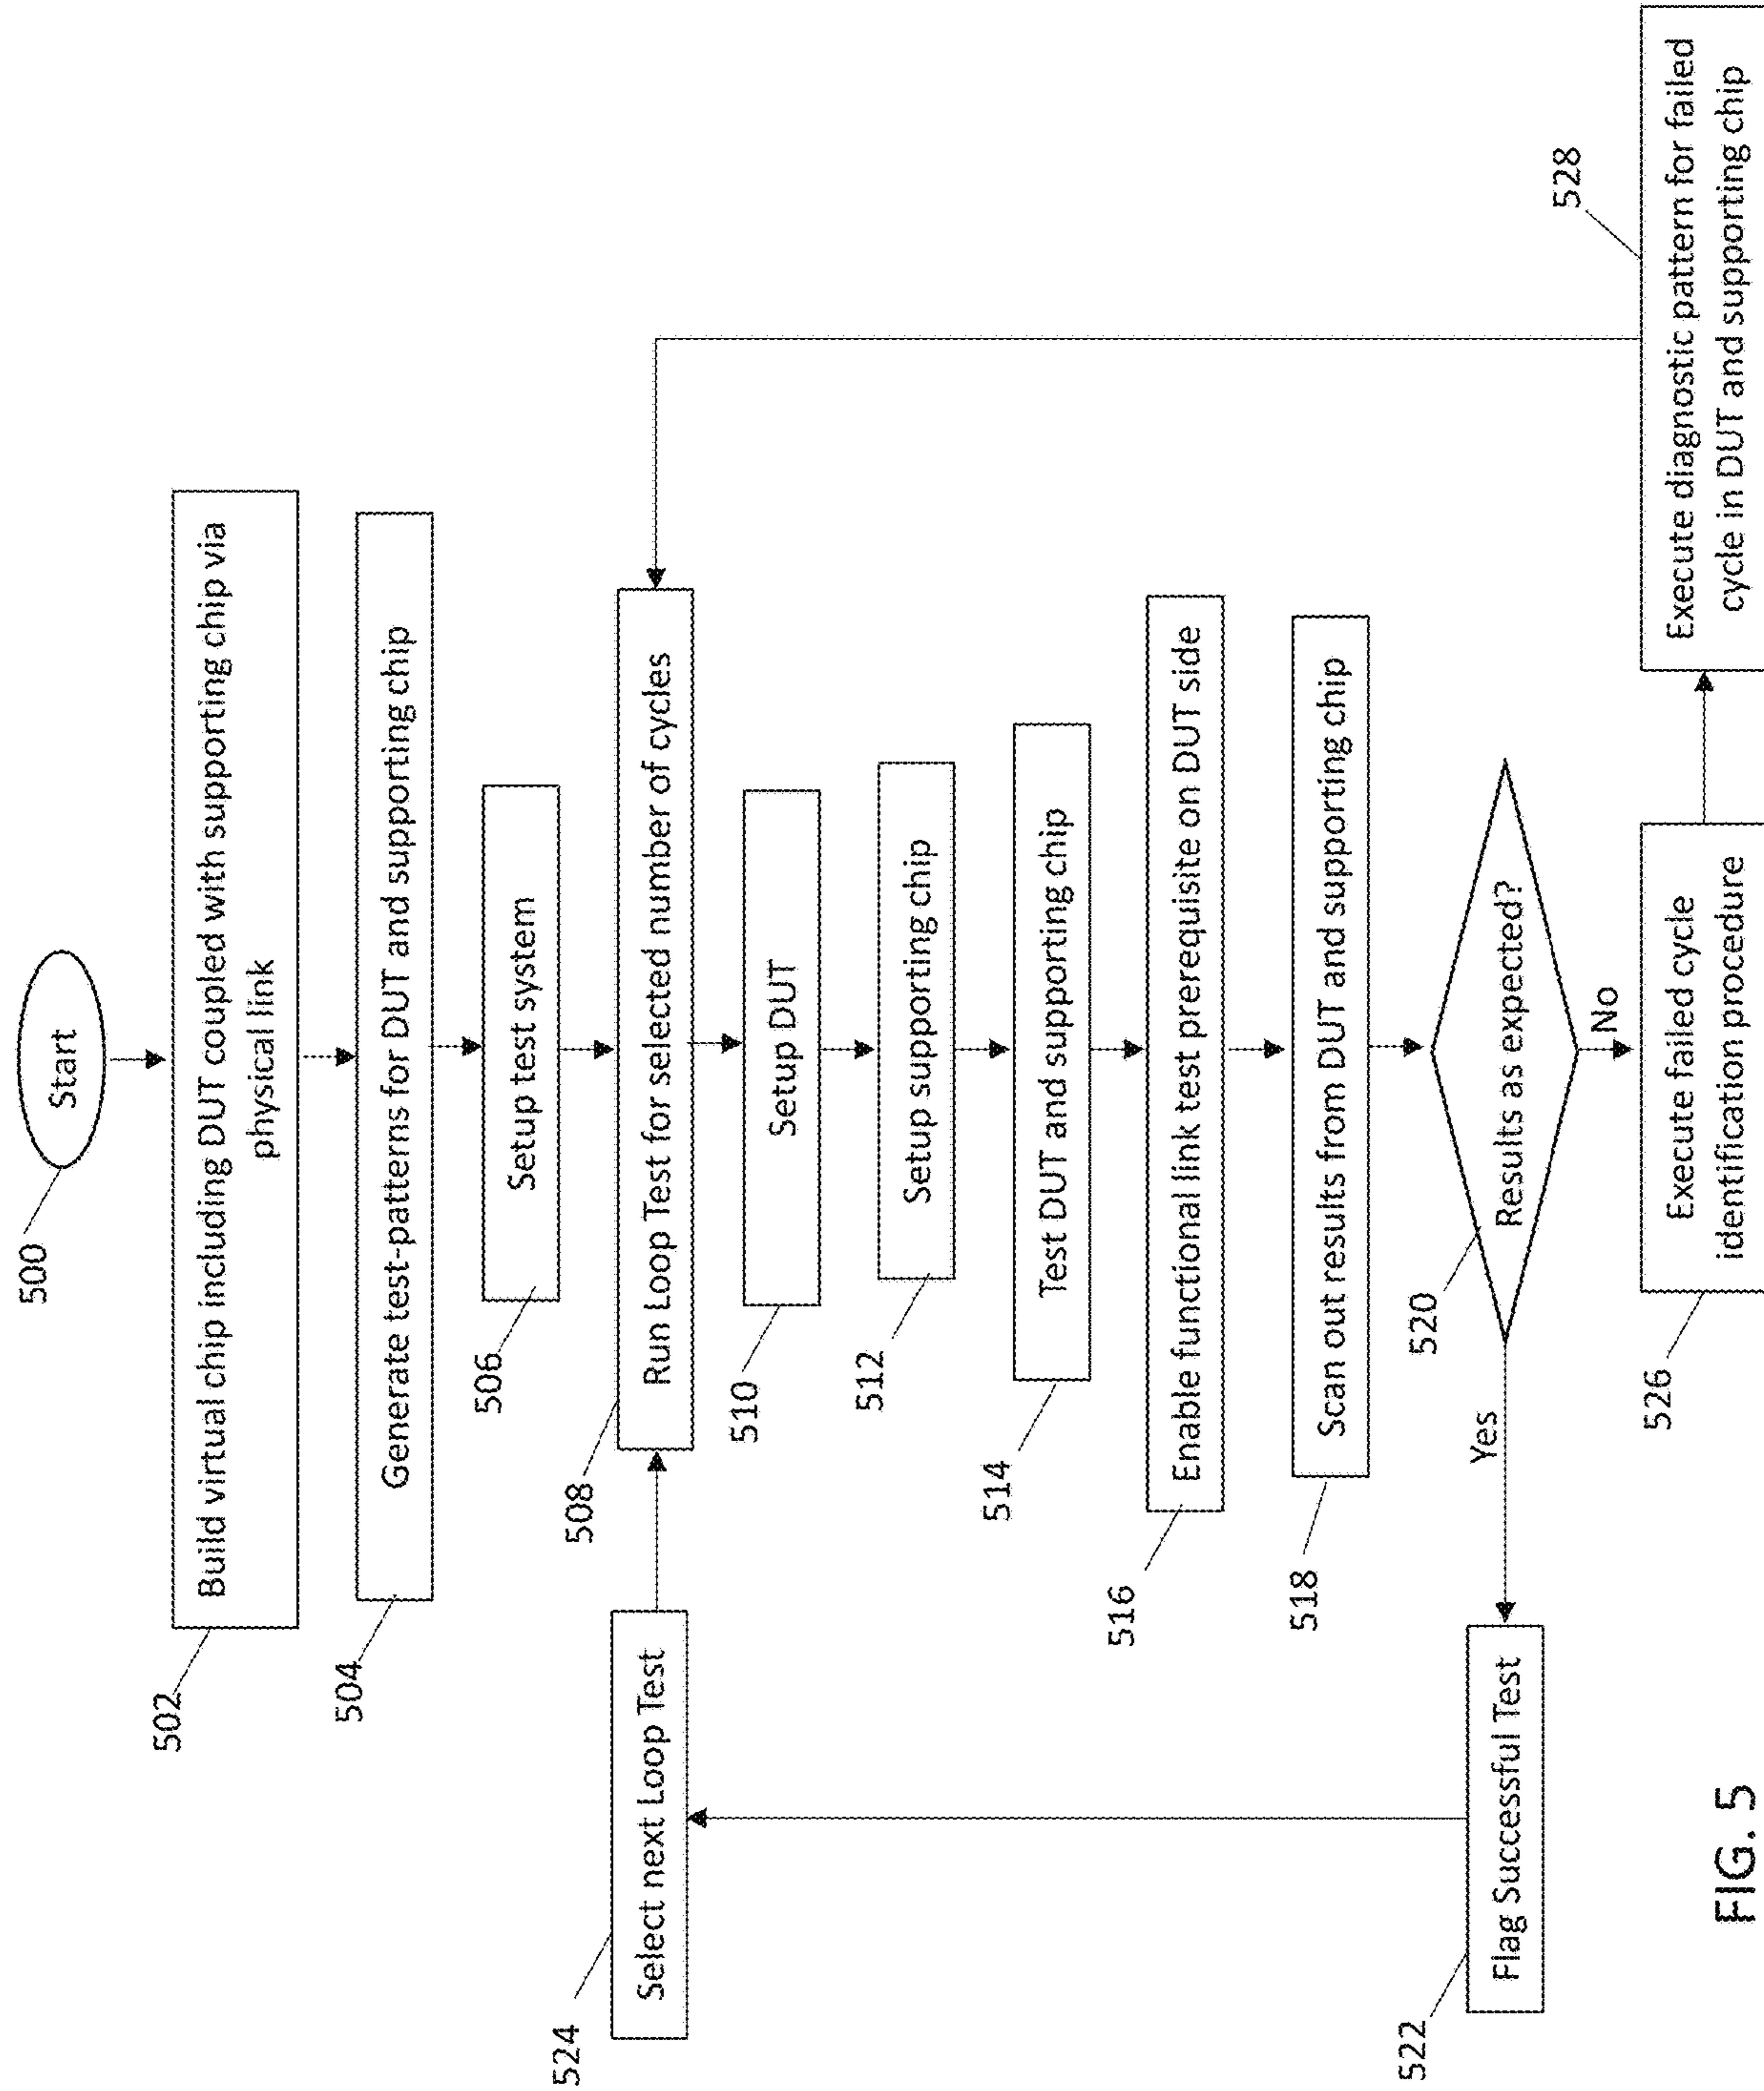 500
Start
502
Build virtual chip including DUT coupled with supporting chip via
physical link
504
Generate test-patterns for DUT and supporting chip
506
Setup test system
524
Select next Loop Test
508
Run Loop Test for selected number of cycles
510
Setup DUT
512
Setup supporting chip
514
Test DUT and supporting chip
516
Enable functional link test prerequisite on DUT side
518
Scan out results from DUT and supporting chip
520
Results as expected?
Yes
No
522
Flag Successful Test
526
Execute failed cycle
identification procedure
528
Execute diagnostic pattern for failed
cycle in DUT and supporting chip
FIG. 5